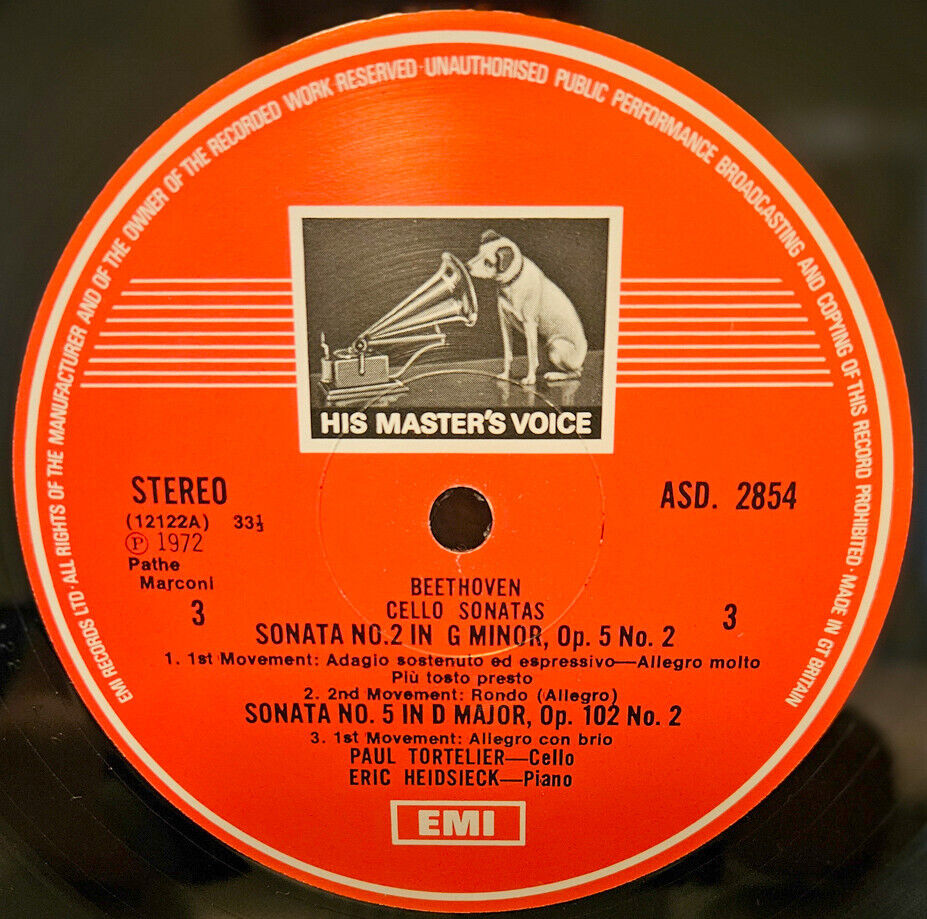 EMI RECORDS LTD · ALL RIGHTS OF THE MANUFACTURER AND OF THE OWNER OF THE RECORDED WORK RESERVED · UNAUTHORISED PUBLIC PERFORMANCE BROADCASTING AND COPYING OF THIS RECORD PROHIBITED · MADE IN GT BRITAIN
HIS MASTER'S VOICE
STEREO
ASD. 2854
(12122A) 33⅓
Ⓟ 1972
Pathe
Marconi
3
3
BEETHOVEN
CELLO SONATAS
SONATA NO.2 IN G MINOR, Op. 5 No. 2
1. 1st Movement: Adagio sostenuto ed espressivo—Allegro molto
Più tosto presto
2. 2nd Movement: Rondo (Allegro)
SONATA NO. 5 IN D MAJOR, Op. 102 No. 2
3. 1st Movement: Allegro con brio
PAUL TORTELIER—Cello
ERIC HEIDSIECK—Piano
EMI